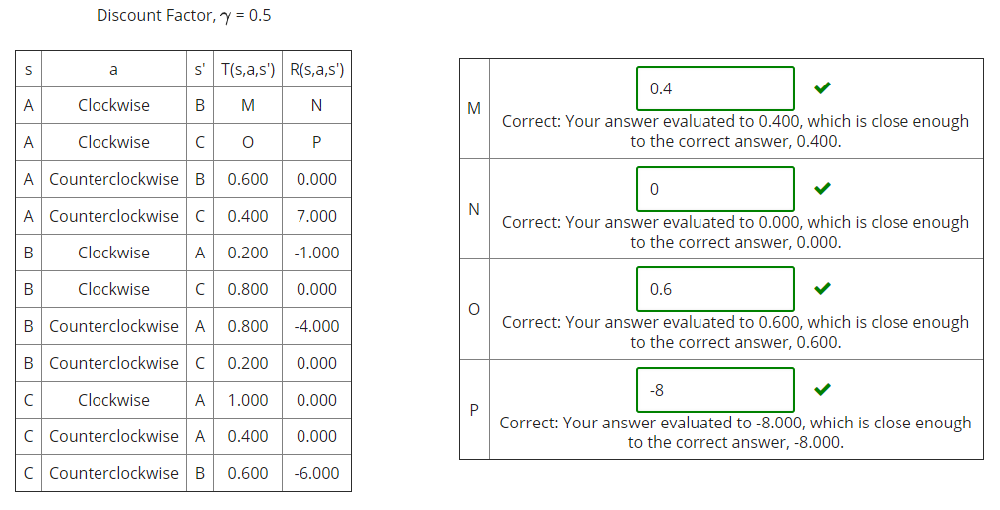 Discount Factor, γ = 0.5
s a s' T(s,a,s') R(s,a,s')
A Clockwise B M N
A Clockwise C O P
A Counterclockwise B 0.600 0.000
A Counterclockwise C 0.400 7.000
B Clockwise A 0.200 -1.000
B Clockwise C 0.800 0.000
B Counterclockwise A 0.800 -4.000
B Counterclockwise C 0.200 0.000
C Clockwise A 1.000 0.000
C Counterclockwise A 0.400 0.000
C Counterclockwise B 0.600 -6.000
M
0.4
Correct: Your answer evaluated to 0.400, which is close enough
to the correct answer, 0.400.
N
0
Correct: Your answer evaluated to 0.000, which is close enough
to the correct answer, 0.000.
O
0.6
Correct: Your answer evaluated to 0.600, which is close enough
to the correct answer, 0.600.
P
-8
Correct: Your answer evaluated to -8.000, which is close enough
to the correct answer, -8.000.